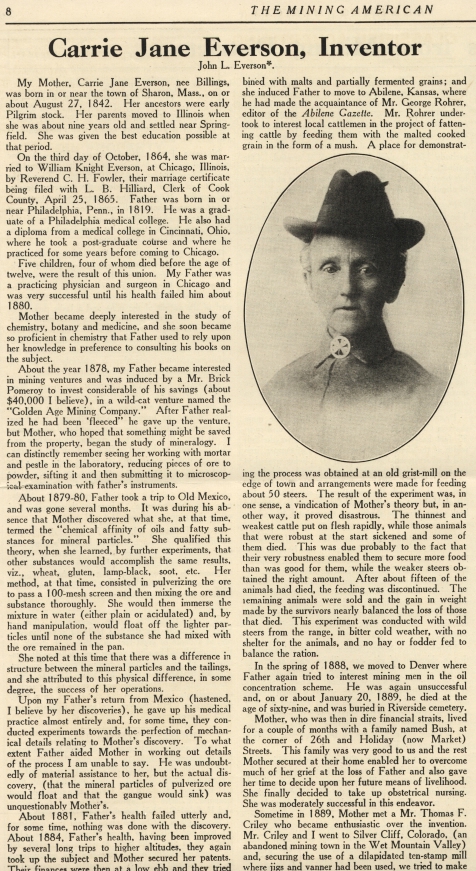 8
THE MINING AMERICAN
Carrie Jane Everson, Inventor
John L. Everson*.
My Mother, Carrie Jane Everson, nee Billings,
was born in or near the town of Sharon, Mass., on or
about August 27, 1842. Her ancestors were early
Pilgrim stock. Her parents moved to Illinois when
she was about nine years old and settled near Spring-
field. She was given the best education possible at
that period.
On the third day of October, 1864, she was mar-
ried to William Knight Everson, at Chicago, Illinois,
by Reverend C. H. Fowler, their marriage certificate
being filed with L. B. Hilliard, Clerk of Cook
County, April 25, 1865. Father was born in or
near Philadelphia, Penn., in 1819. He was a grad-
uate of a Philadelphia medical college. He also had
a diploma from a medical college in Cincinnati, Ohio,
where he took a post-graduate course and where he
practiced for some years before coming to Chicago.
Five children, four of whom died before the age of
twelve, were the result of this union. My Father was
a practicing physician and surgeon in Chicago and
was very successful until his health failed him about
1880.
Mother became deeply interested in the study of
chemistry, botany and medicine, and she soon became
so proficient in chemistry that Father used to rely upon
her knowledge in preference to consulting his books on
the subject.
About the year 1878, my Father became interested
in mining ventures and was induced by a Mr. Brick
Pomeroy to invest considerable of his savings (about
$40,000 I believe), in a wild-cat venture named the
"Golden Age Mining Company." After Father real-
ized he had been 'fleeced" he gave up the venture,
but Mother, who hoped that something might be saved
from the property, began the study of mineralogy. I
can distinctly remember seeing her working with mortar
and pestle in the laboratory, reducing pieces of ore to
powder, sifting it and then submitting it to microscop-
ical examination with father's instruments.
About 1879-80, Father took a trip to Old Mexico,
and was gone several months. It was during his ab-
sence that Mother discovered what she, at that time,
termed the "chemical affinity of oils and fatty sub-
stances for mineral particles." She qualified this
theory, when she learned, by further experiments, that
other substances would accomplish the same results,
viz., wheat, gluten, lamp-black, soot, etc. Her
method, at that time, consisted in pulverizing the ore
to pass a 100-mesh screen and then mixing the ore and
substance thoroughly. She would then immerse the
mixture in water (either plain or acidulated) and, by
hand manipulation, would float off the lighter par-
ticles until none of the substance she had mixed with
the ore remained in the pan.
She noted at this time that there was a difference in
structure between the mineral particles and the tailings,
and she attributed to this physical difference, in some
degree, the success of her operations.
Upon my Father's return from Mexico (hastened,
I believe by her discoveries), he gave up his medical
practice almost entirely and, for some time, they con-
ducted experiments towards the perfection of mechan-
ical details relating to Mother's discovery. To what
extent Father aided Mother in working out details
of the process I am unable to say. He was undoubt-
edly of material assistance to her, but the actual dis-
covery, (that the mineral particles of pulverized ore
would float and that the gangue would sink) was
unquestionably Mother's.
About 1881, Father's health failed utterly and,
for some time, nothing was done with the discovery.
About 1884, Father's health, having been improved
by several long trips to higher altitudes, they again
took up the subject and Mother secured her patents.
Their finances were then at a low ebb and they tried
bined with malts and partially fermented grains; and
she induced Father to move to Abilene, Kansas, where
he had made the acquaintance of Mr. George Rohrer,
editor of the Abilene Gazette. Mr. Rohrer under-
took to interest local cattlemen in the project of fatten-
ing cattle by feeding them with the malted cooked
grain in the form of a mush. A place for demonstrat-
ing the process was obtained at an old grist-mill on the
edge of town and arrangements were made for feeding
about 50 steers. The result of the experiment was, in
one sense, a vindication of Mother's theory but, in an-
other way, it proved disastrous. The thinnest and
weakest cattle put on flesh rapidly, while those animals
that were robust at the start sickened and some of
them died. This was due probably to the fact that
their very robustness enabled them to secure more food
than was good for them, while the weaker steers ob-
tained the right amount. After about fifteen of the
animals had died, the feeding was discontinued. The
remaining animals were sold and the gain in weight
made by the survivors nearly balanced the loss of those
that died. This experiment was conducted with wild
steers from the range, in bitter cold weather, with no
shelter for the animals, and no hay or fodder fed to
balance the ration.
In the spring of 1888, we moved to Denver where
Father again tried to interest mining men in the oil
concentration scheme. He was again unsuccessful
and, on or about January 20, 1889, he died at the
age of sixty-nine, and was buried in Riverside cemetery.
Mother, who was then in dire financial straits, lived
for a couple of months with a family named Bush, at
the corner of 26th and Holiday (now Market)
Streets. This family was very good to us and the rest
Mother secured at their home enabled her to overcome
much of her grief at the loss of Father and also gave
her time to decide upon her future means of livelihood.
She finally decided to take up obstetrical nursing.
She was moderately successful in this endeavor.
Sometime in 1889, Mother met a Mr. Thomas F.
Criley who became enthusiastic over the invention.
Mr. Criley and I went to Silver Cliff, Colorado, (an
abandoned mining town in the Wet Mountain Valley)
and, securing the use of a dilapidated ten-stamp mill
where jigs and vanner had been used, we tried to make